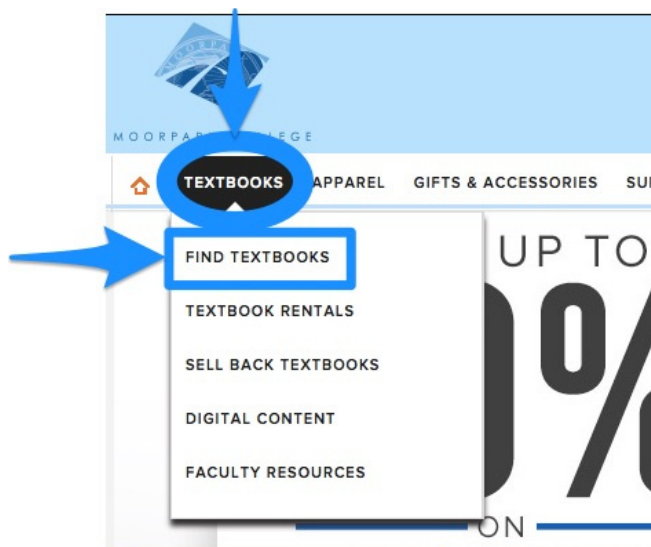 MOORPARK COLLEGE
TEXTBOOKS APPAREL GIFTS & ACCESSORIES
FIND TEXTBOOKS
UP TO
TEXTBOOK RENTALS
0%
SELL BACK TEXTBOOKS
DIGITAL CONTENT
FACULTY RESOURCES
ON